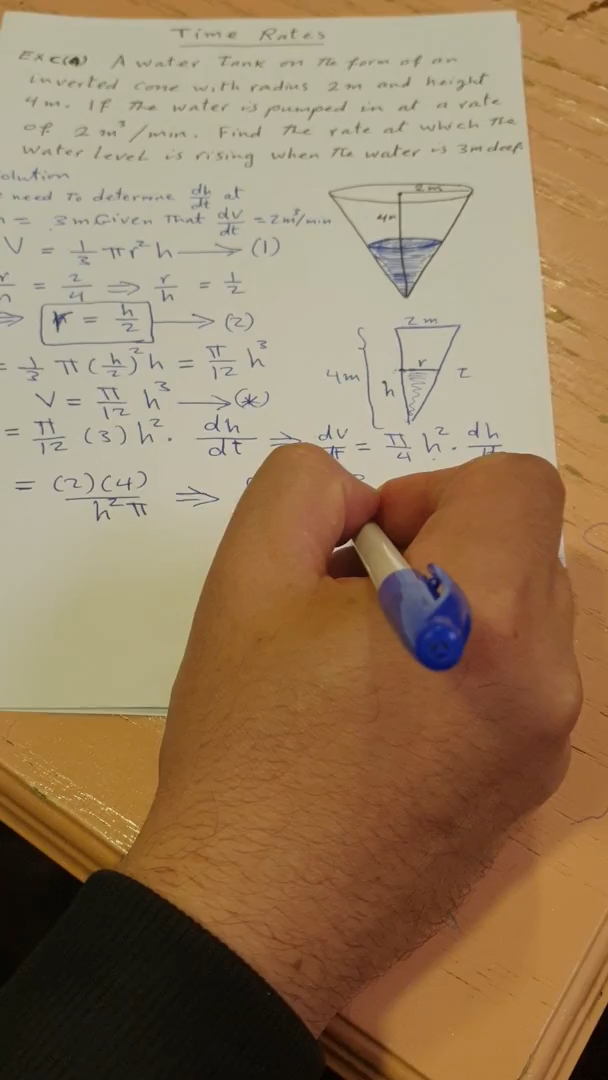 Time Rates
Exc(1) A water Tank on The form of an
inverted cone with radius 2 m and height
4 m. If the water is pumped in at a rate
of 2 m³/min. Find the rate at which the
water level is rising when the water is 3m deep
olution
need To determine dh/dt at
= 3m Given That dv/dt = 2m³/min
V = 1/3 πr²h → (1)
= 2/4 ⇒ r/h = 1/2
⇒ r = h/2 → (2)
= 1/3 π(h/2)²h = π/12 h³
V = π/12 h³ → (*)
= π/12 (3) h² · dh/dt ⇒ dv/dt = π/4 h² · dh
= (2)(4)/h²π ⇒
2m
4m
2 m
r
4m
h